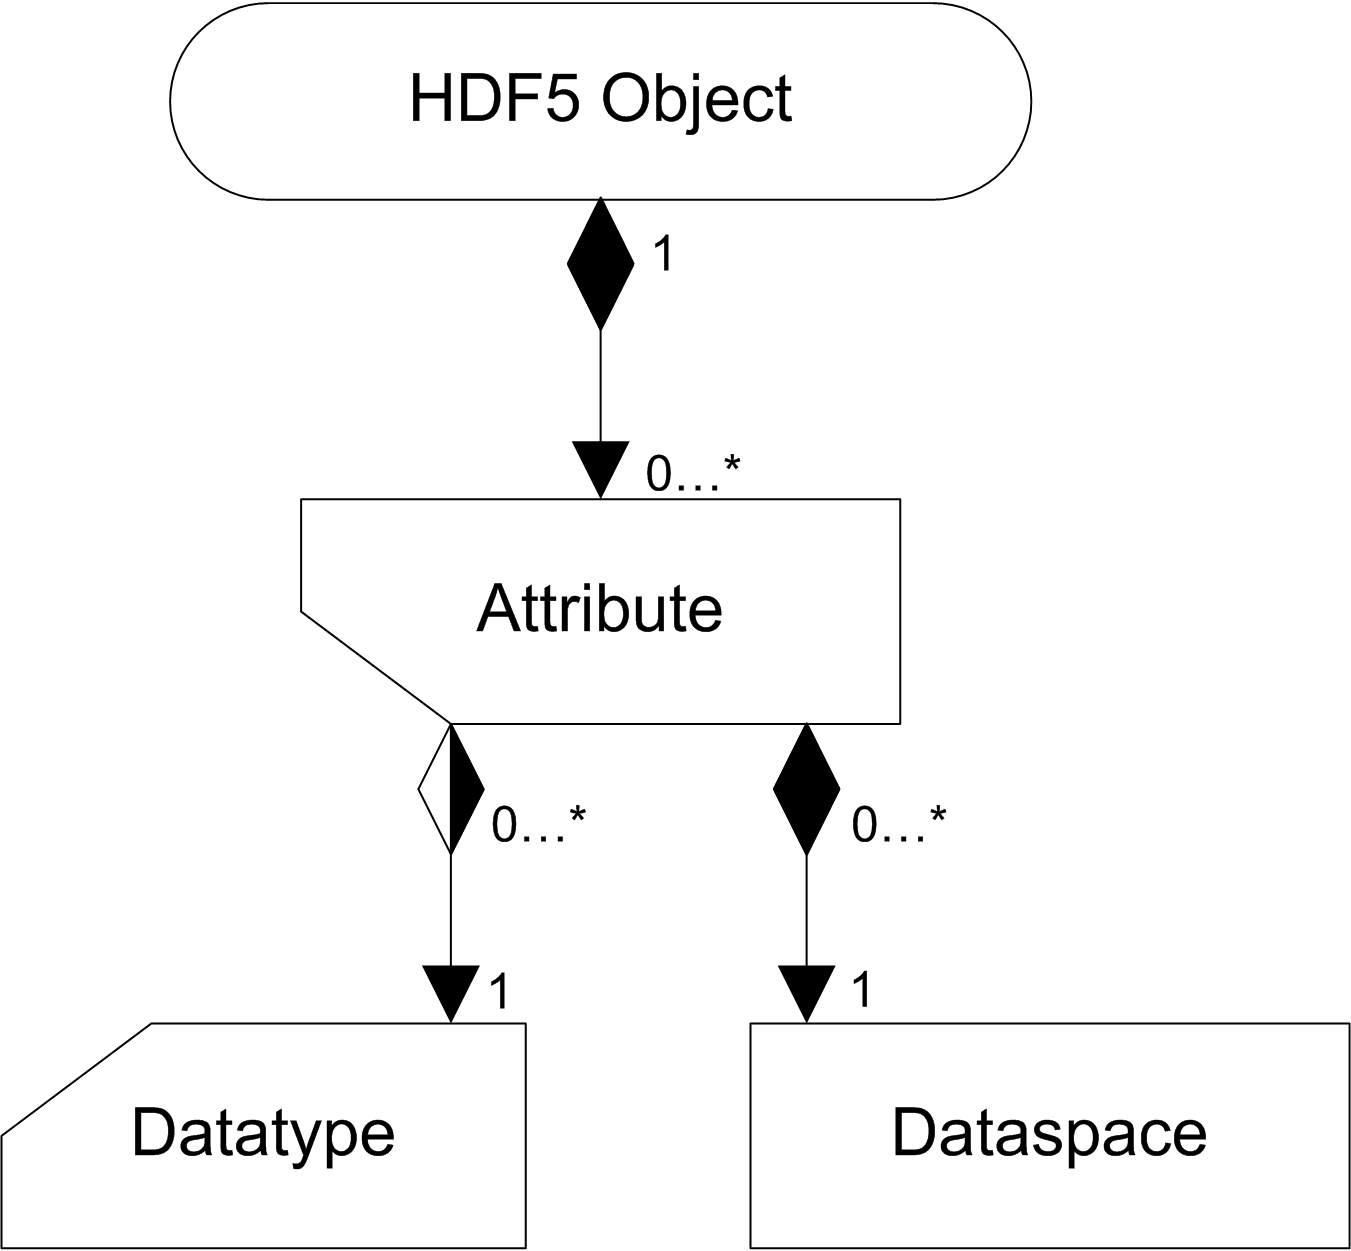 HDF5 Object
1
0...*
Attribute
0...*
0...*
1
1
Datatype
Dataspace